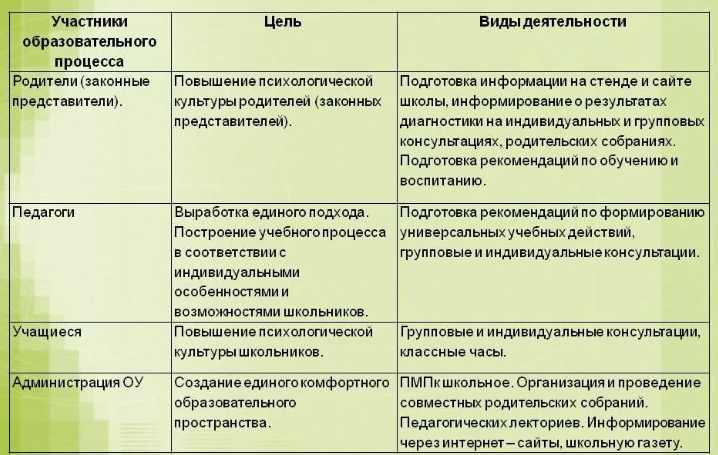 Участники
образовательного
процесса
Цель
Виды деятельности
Родители (законные
представители).
Повышение психологической
культуры родителей (законных
представителей).
Подготовка информации на стенде и сайте
школы, информирование о результатах
диагностики на индивидуальных и групповых
консультациях, родительских собраниях.
Подготовка рекомендаций по обучению и
воспитанию.
Педагоги
Выработка единого подхода.
Построение учебного процесса
в соответствии с
индивидуальными
особенностями и
возможностями школьников.
Подготовка рекомендаций по формированию
универсальных учебных действий,
групповые и индивидуальные консультации.
Учащиеся
Повышение психологической
культуры школьников.
Групповые и индивидуальные консультации,
классные часы.
Администрация ОУ
Создание единого комфортного
образовательного
пространства.
ПМПк школьное. Организация и проведение
совместных родительских собраний.
Педагогических лекториев. Информирование
через интернет – сайты, школьную газету.